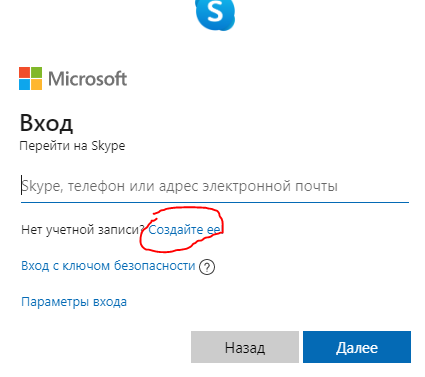 S
Microsoft
Вход
Перейти на Skype
Skype, телефон или адрес электронной почты
Нет учетной записи? Создайте ее
Вход с ключом безопасности ?
Параметры входа
Назад Далее